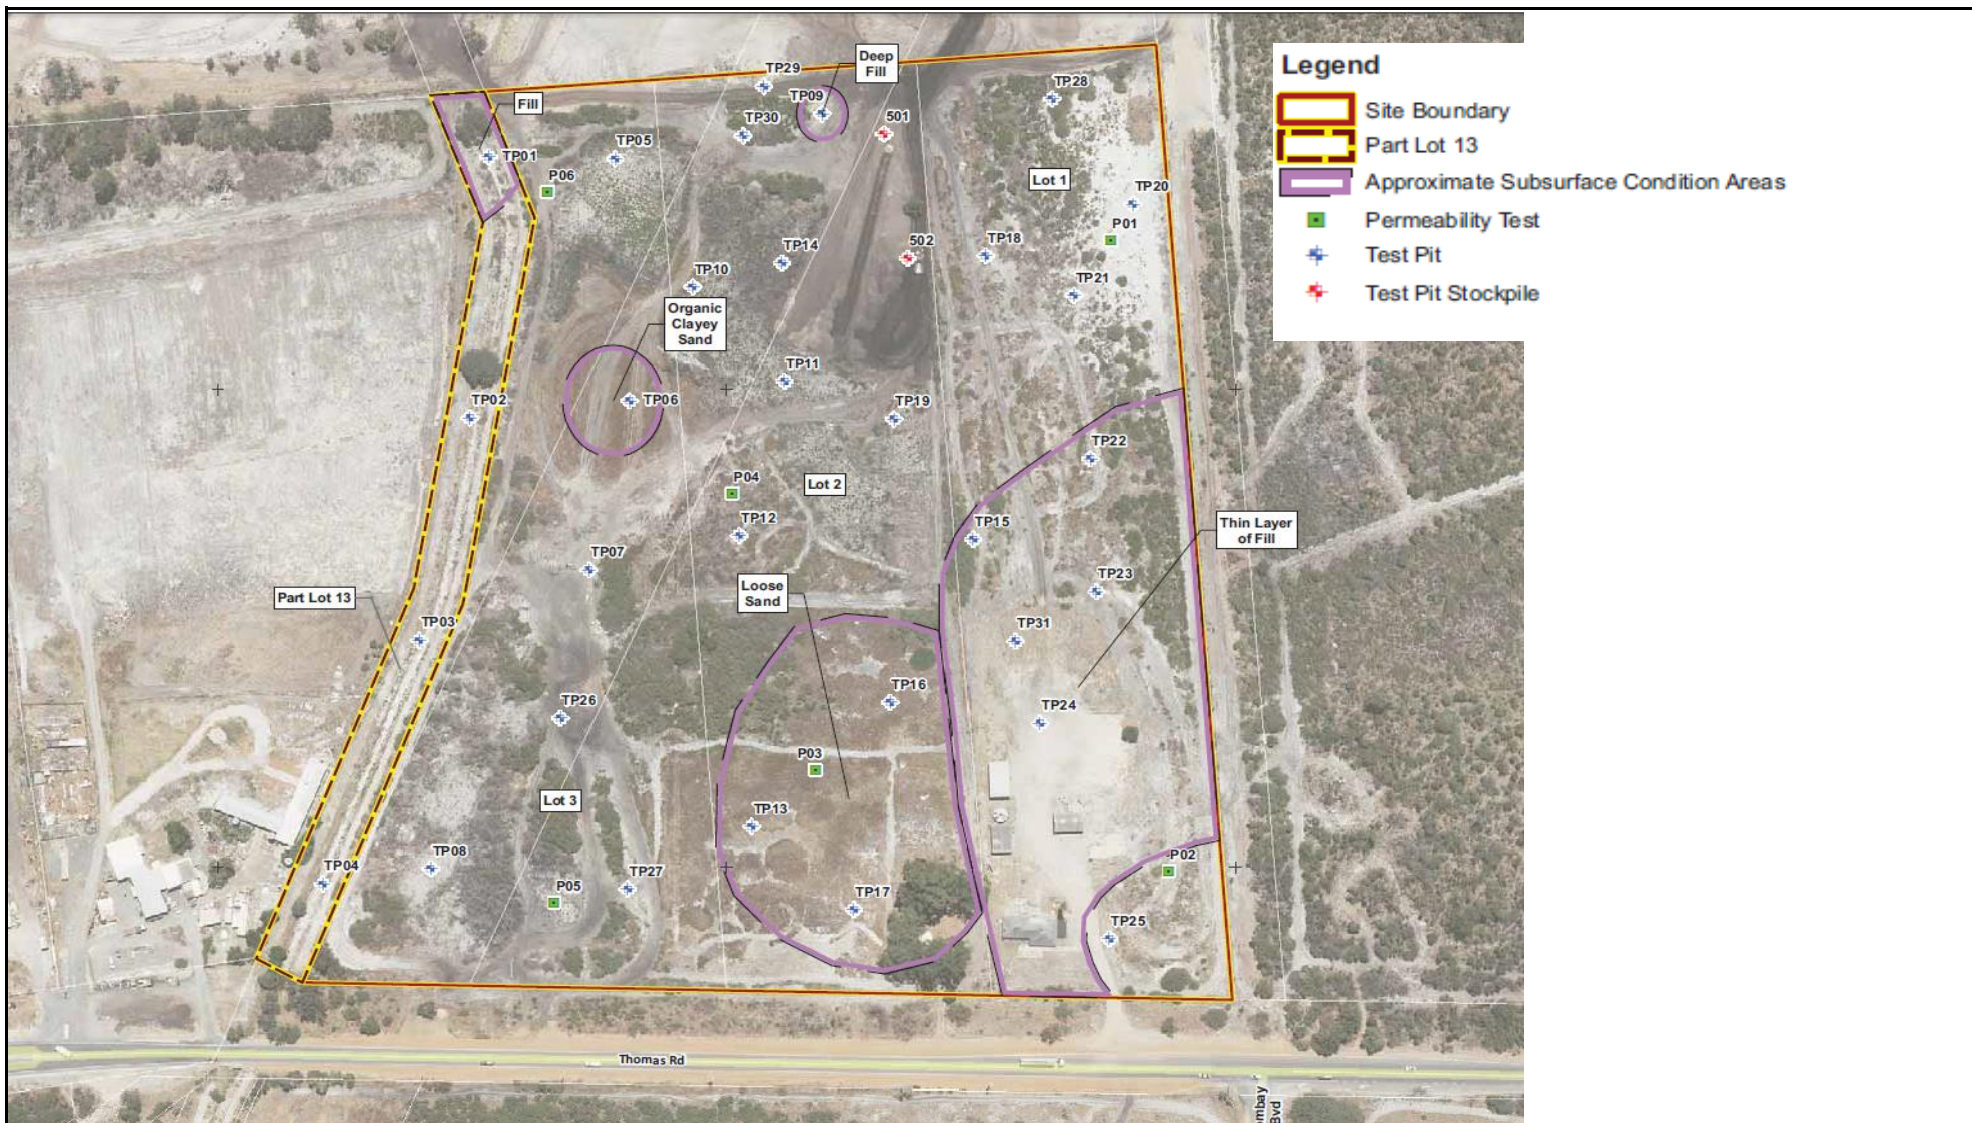 Legend
Site Boundary
Part Lot 13
Approximate Subsurface Condition Areas
Permeability Test
Test Pit
Test Pit Stockpile
Deep
Fill
TP29
TP09
TP28
Fill
TP30
501
TP01
TP05
P06
Lot 1
TP20
P01
TP14
502
TP18
TP10
TP21
Organic
Clayey
Sand
TP11
TP02
TP06
TP19
TP22
P04
Lot 2
TP12
TP15
Thin Layer
of Fill
TP07
Loose
Sand
TP23
Part Lot 13
TP03
TP31
TP16
TP26
TP24
P03
Lot 3
TP13
TP08
TP04
P05
TP27
TP17
P02
TP25
Thomas Rd
ombay
Bvd